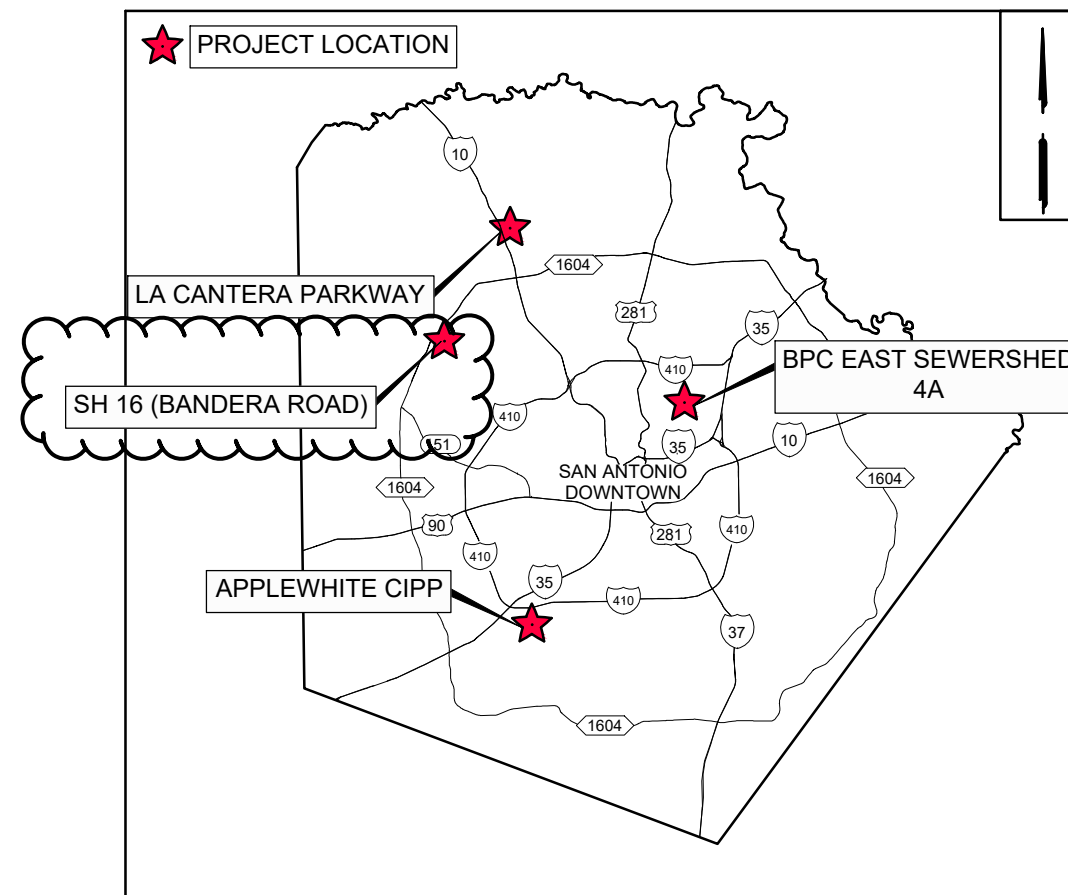 PROJECT LOCATION
10
LA CANTERA PARKWAY
1604
281
35
SH 16 (BANDERA ROAD)
410
BPC EAST SEWERSHED
4A
410
151
35
10
SAN ANTONIO
DOWNTOWN
1604
1604
90
281
410
410
APPLEWHITE CIPP
35
410
37
1604